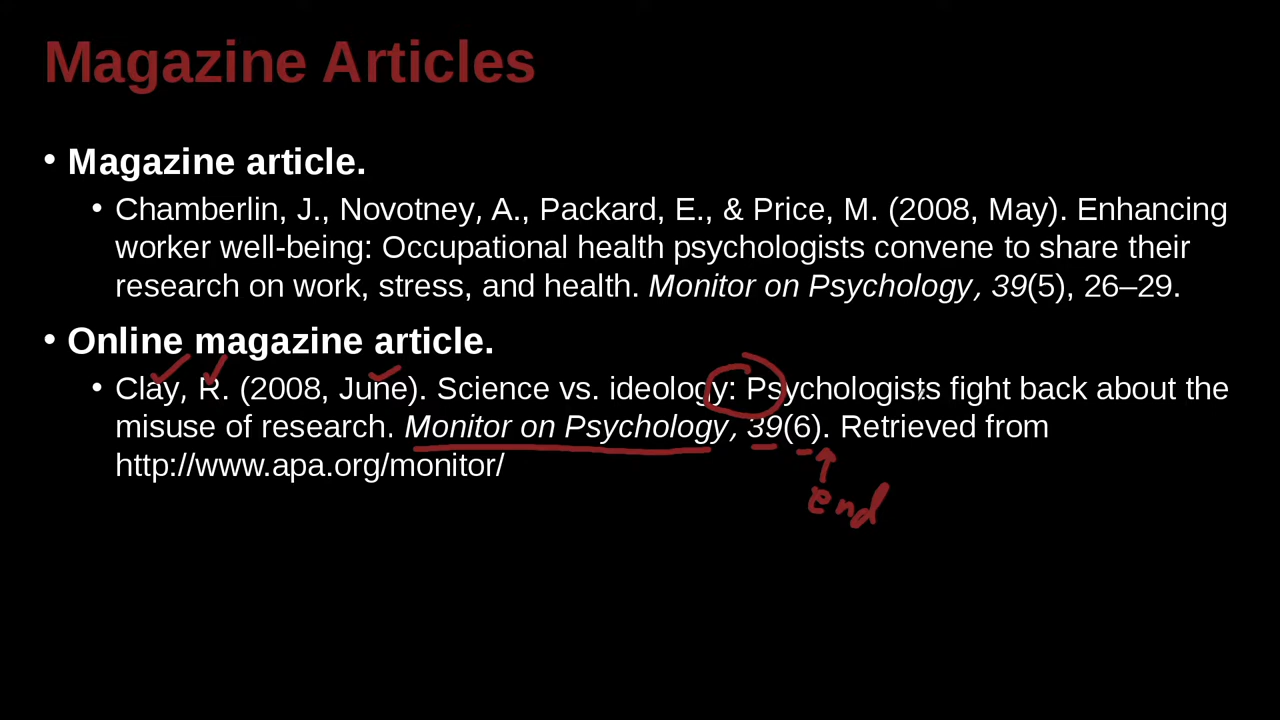 Magazine Articles
• Magazine article.
• Chamberlin, J., Novotney, A., Packard, E., & Price, M. (2008, May). Enhancing
worker well-being: Occupational health psychologists convene to share their
research on work, stress, and health. Monitor on Psychology, 39(5), 26–29.
• Online magazine article.
• Clay, R. (2008, June). Science vs. ideology: Psychologists fight back about the
misuse of research. Monitor on Psychology, 39(6). Retrieved from
http://www.apa.org/monitor/
end